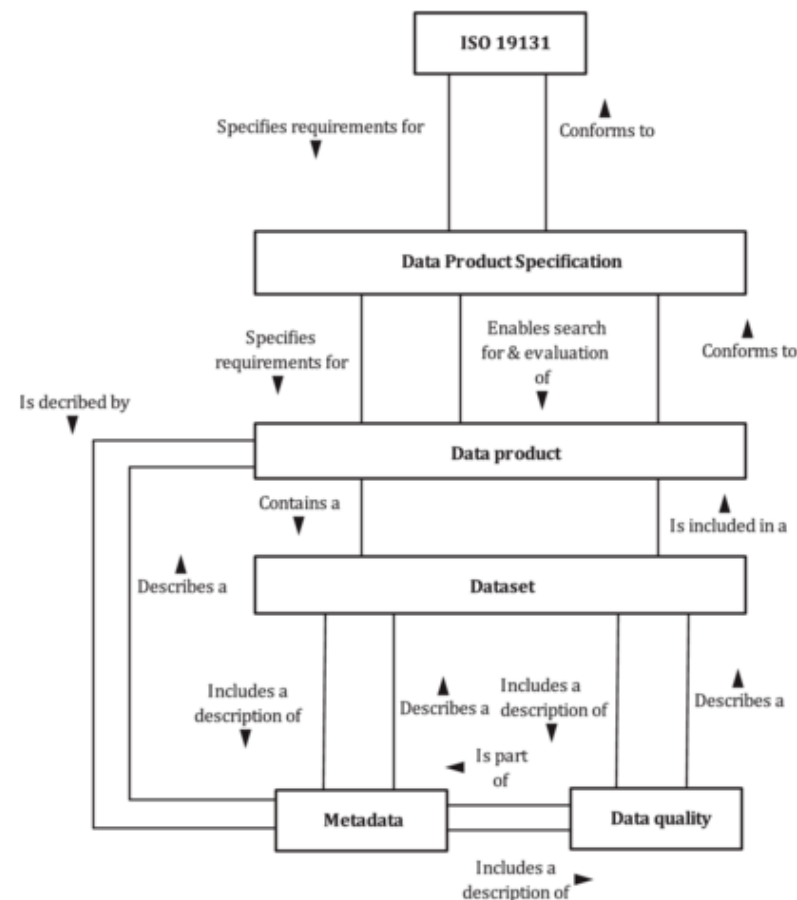 ISO 19131
Specifies requirements for
▼
▲
Conforms to
Data Product Specification
Specifies
requirements for
▼
Enables search
for & evaluation
of
▼
▲
Conforms to
Is decribed by
▼
Data product
Contains a
▼
▲
Is included in a
▲
Describes a
Dataset
Includes a
description of
▼
▲
Describes a
Includes a
description of
▼
▲
Describes a
◄
Is part
of
Metadata
Data quality
Includes a
description of
►